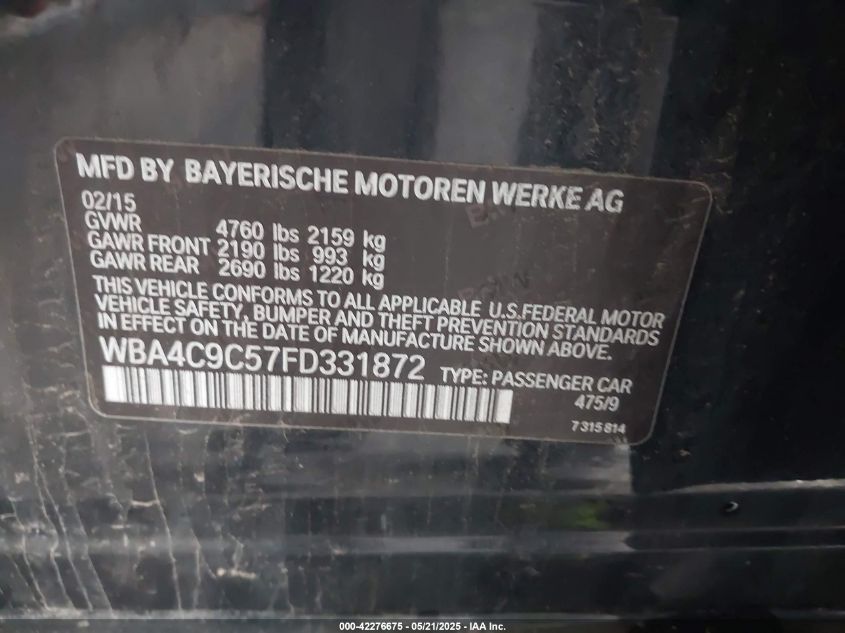 MFD BY BAYERISCHE MOTOREN WERKE AG
02/15
GVWR 4760 lbs 2159 kg
GAWR FRONT 2190 lbs 993 kg
GAWR REAR 2690 lbs 1220 kg
THIS VEHICLE CONFORMS TO ALL APPLICABLE U.S.FEDERAL MOTOR
VEHICLE SAFETY, BUMPER AND THEFT PREVENTION STANDARDS
IN EFFECT ON THE DATE OF MANUFACTURE SHOWN ABOVE.
WBA4C9C57FD331872 TYPE: PASSENGER CAR
475/9
7 315 814
000-42276675 - 05/21/2025 - IAA Inc.